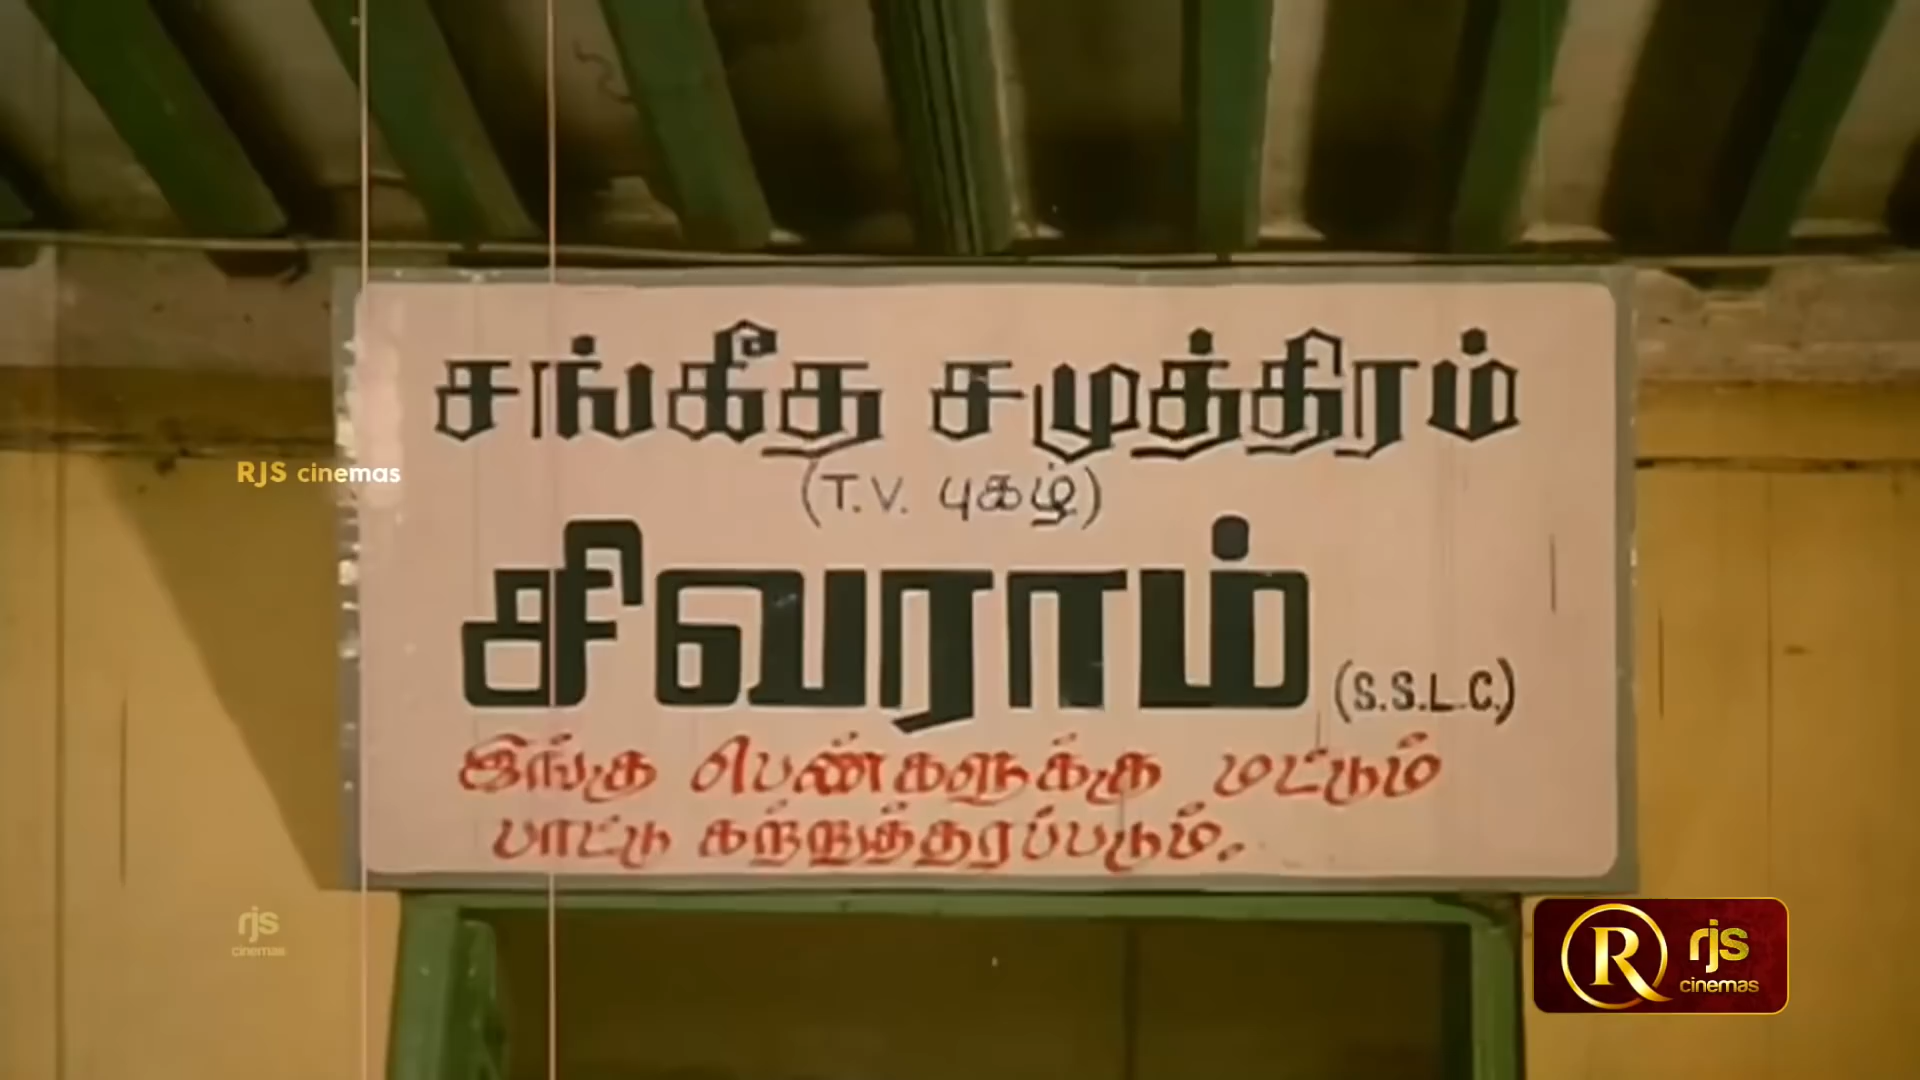 சங்கீத சமுத்திரம்
(T.V. புகழ்)
சிவராம் (S.S.L.C.)
இங்கு பெண்களுக்கு மட்டும்
பாட்டு கற்றுத்தரப்படும்.
RJS cinemas
rjs
cinemas
R rjs
cinemas